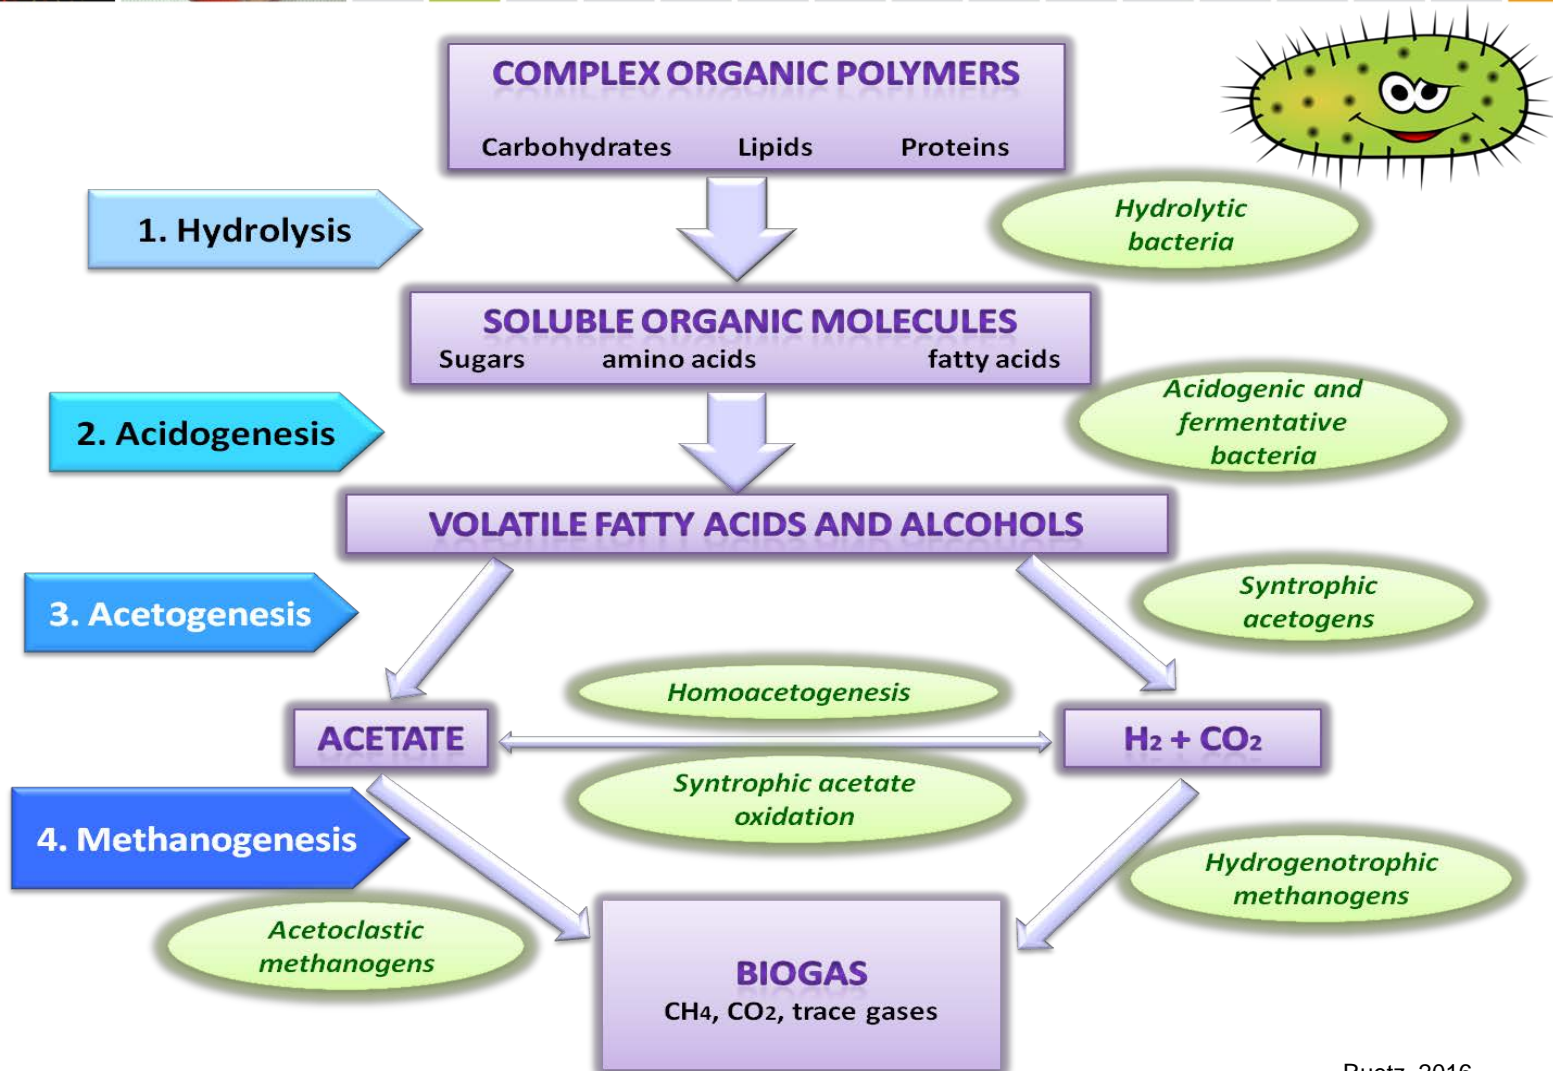 COMPLEX ORGANIC POLYMERS
Carbohydrates Lipids Proteins
1. Hydrolysis
Hydrolytic
bacteria
SOLUBLE ORGANIC MOLECULES
Sugars amino acids fatty acids
2. Acidogenesis
Acidogenic and
fermentative
bacteria
VOLATILE FATTY ACIDS AND ALCOHOLS
3. Acetogenesis
Syntrophic
acetogens
Homoacetogenesis
ACETATE
H2 + CO2
Syntrophic acetate
oxidation
4. Methanogenesis
Hydrogenotrophic
methanogens
Acetoclastic
methanogens
BIOGAS
CH4, CO2, trace gases
2016